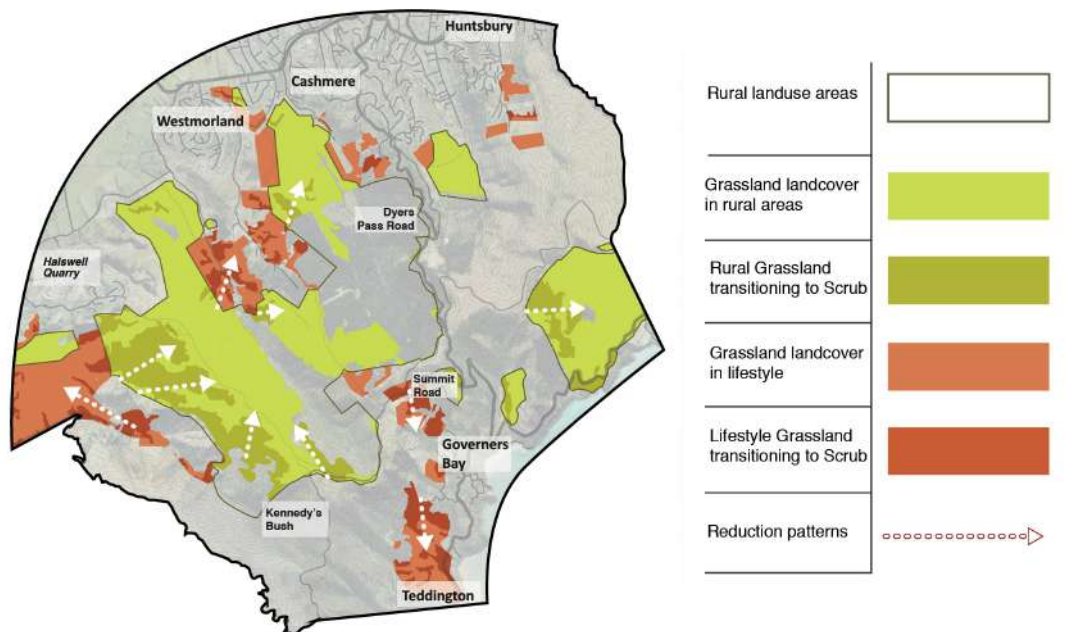 Huntsbury
Cashmere
Westmorland
Dyers
Pass Road
Halswell
Quarry
Summit
Road
Governers
Bay
Kennedy's
Bush
Teddington
Rural landuse areas
Grassland landcover
in rural areas
Rural Grassland
transitioning to Scrub
Grassland landcover
in lifestyle
Lifestyle Grassland
transitioning to Scrub
Reduction patterns